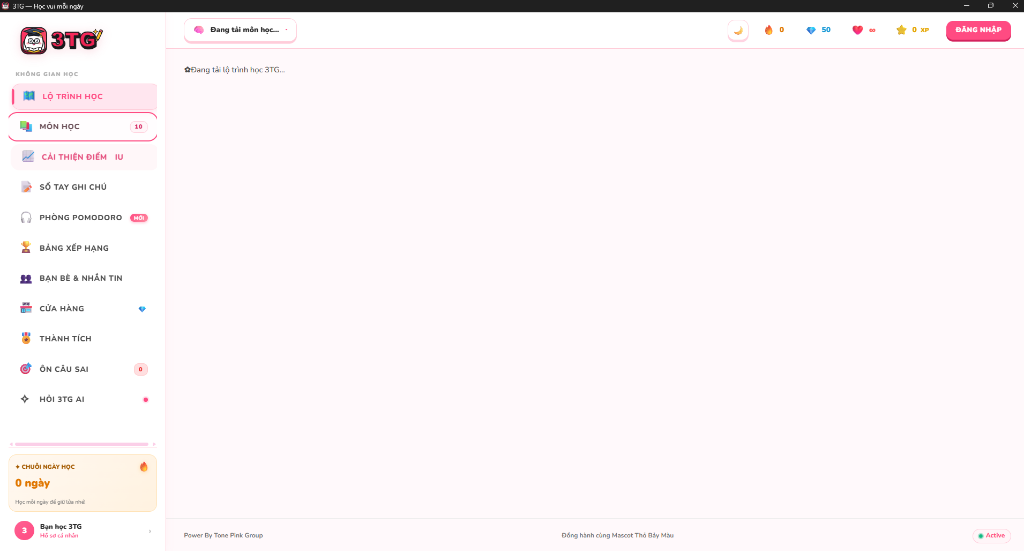 3TG — Học vui mỗi ngày
3TG
KHÔNG GIAN HỌC
LỘ TRÌNH HỌC
MÔN HỌC 10
CẢI THIỆN ĐIỂM IU
SỔ TAY GHI CHÚ
PHÒNG POMODORO MỚI
BẢNG XẾP HẠNG
BẠN BÈ & NHẮN TIN
CỬA HÀNG
THÀNH TÍCH
ÔN CÂU SAI 0
HỎI 3TG AI
✦ CHUỖI NGÀY HỌC
0 ngày
Học mỗi ngày để giữ lửa nhé!
3 Bạn học 3TG
Hồ sơ cá nhân
Đang tải môn học...
0 50 ∞ 0 XP ĐĂNG NHẬP
Đang tải lộ trình học 3TG...
Power By Tone Pink Group
Đồng hành cùng Mascot Thỏ Bảy Màu
Active